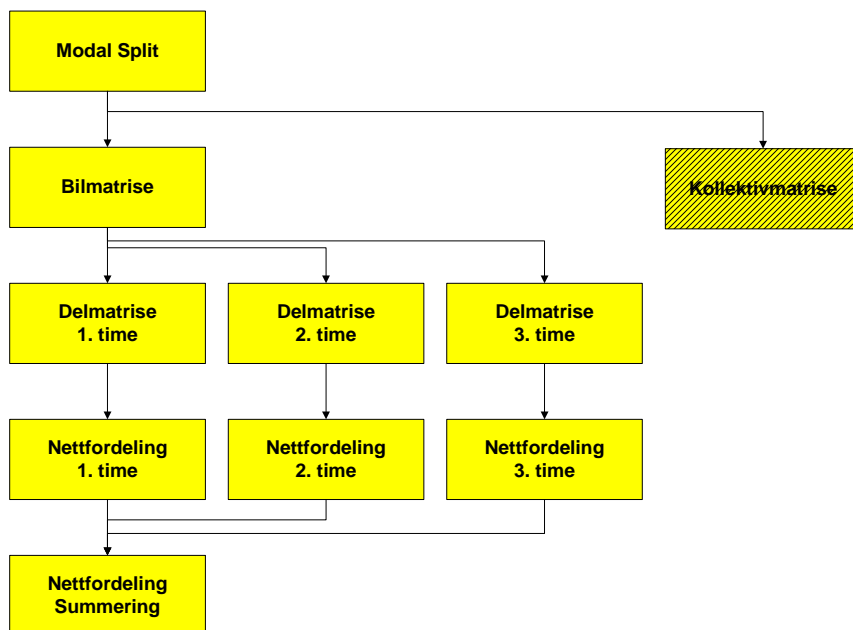 Modal Split
Bilmatrise
Kollektivmatrise
Delmatrise
1. time
Delmatrise
2. time
Delmatrise
3. time
Nettfordeling
1. time
Nettfordeling
2. time
Nettfordeling
3. time
Nettfordeling
Summering